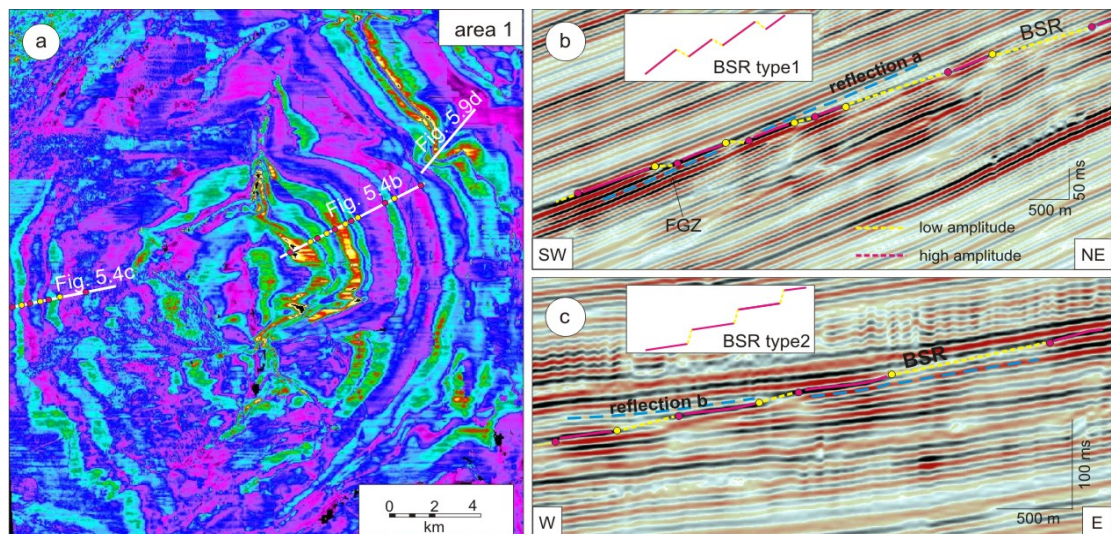 a
area 1
Fig. 5.9d
Fig. 5.4b
Fig. 5.4c
0 2 4
km
b
BSR type1
BSR
reflection a
FGZ
50 ms
500 m
low amplitude
high amplitude
SW
NE
c
BSR type2
BSR
reflection b
100 ms
500 m
W
E